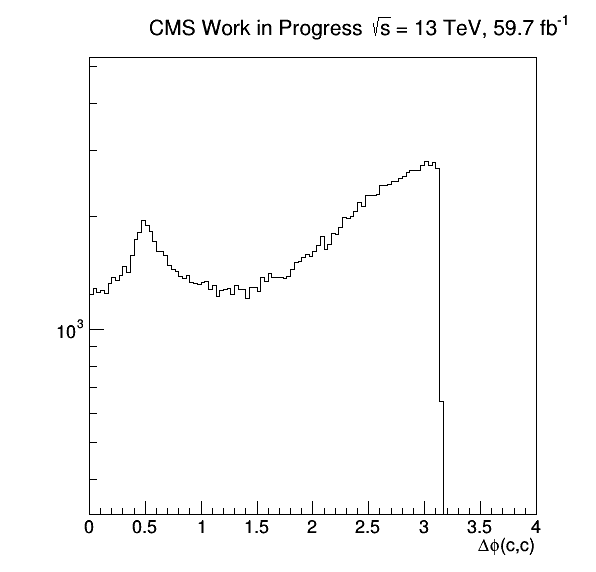 CMS Work in Progress √s = 13 TeV, 59.7 fb⁻¹
10³
0 0.5 1 1.5 2 2.5 3 3.5 4
Δϕ(c,c)